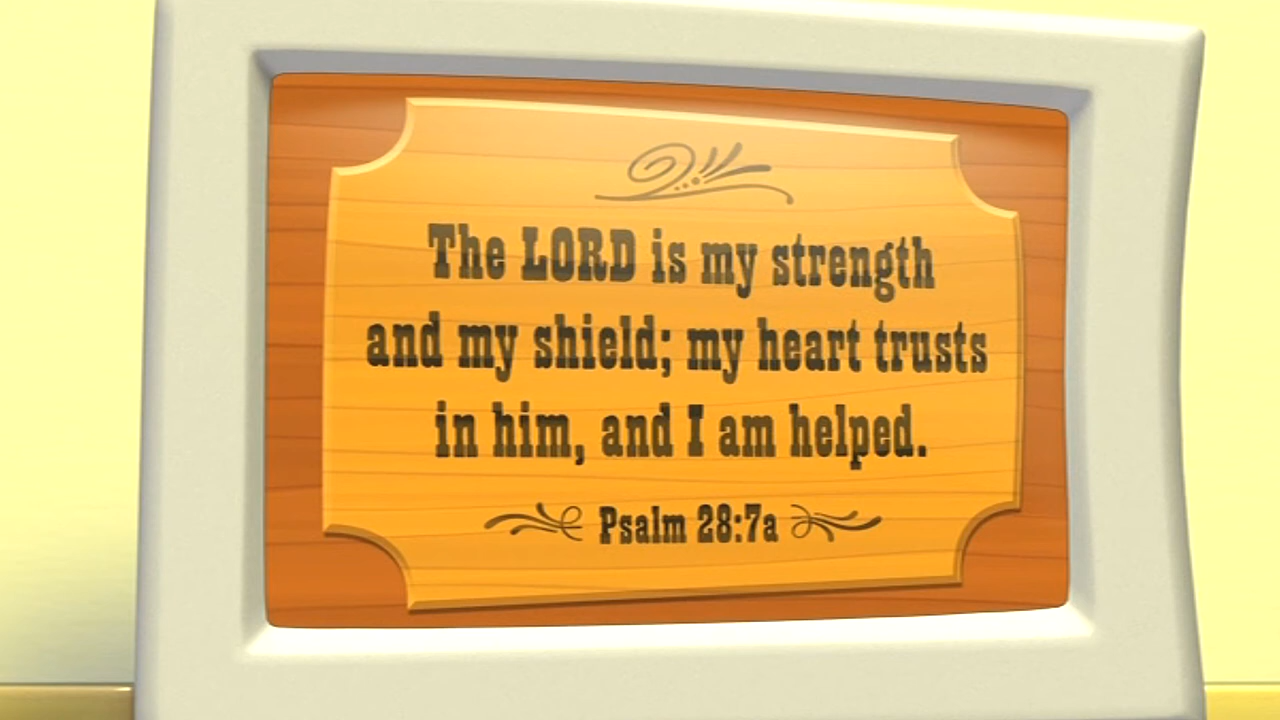 The LORD is my strength
and my shield; my heart trusts
in him, and I am helped.
Psalm 28:7a